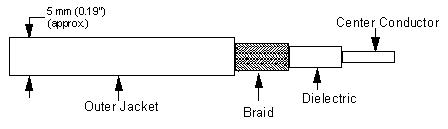 5 mm (0.19")
(approx.)
Center Conductor
Outer Jacket
Braid
Dielectric